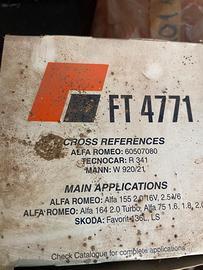 FT 4771
CROSS REFERENCES
ALFA ROMEO: 60507080
TECNOCAR: R 341
MANN: W 920/21
MAIN APPLICATIONS
ALFA ROMEO: Alfa 155 2.0 16V, 2.5 V6
ALFA ROMEO: Alfa 164 2.0 Turbo, Alfa 75 1.6, 1.8, 2.0
SKODA: Favorit 136L, LS
Check Catalogue for complete applications